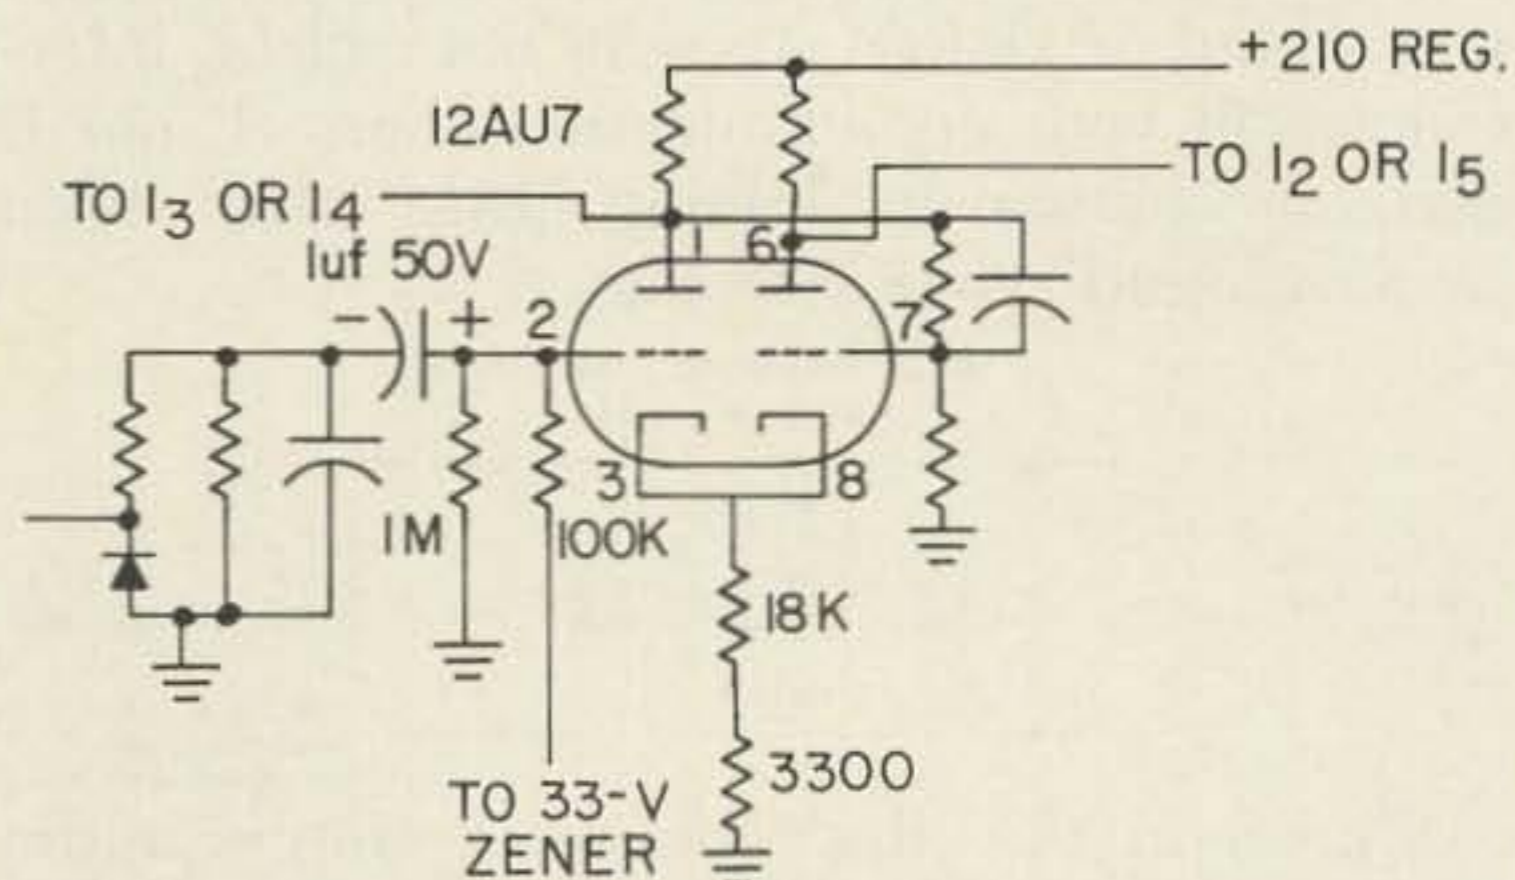 +210 REG.
12AU7
TO I2 OR I5
TO I3 OR I4
1uf 50V
1 6
- + 2
7
3 8
1M
100K
18K
3300
TO 33-V
ZENER